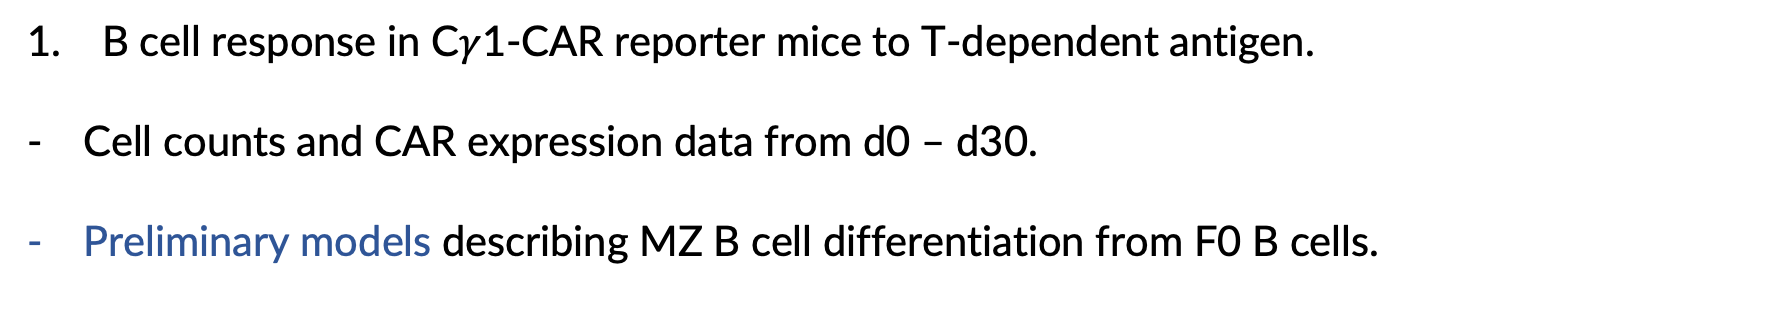 1. B cell response in Cγ1-CAR reporter mice to T-dependent antigen.
- Cell counts and CAR expression data from d0 – d30.
- Preliminary models describing MZ B cell differentiation from FO B cells.